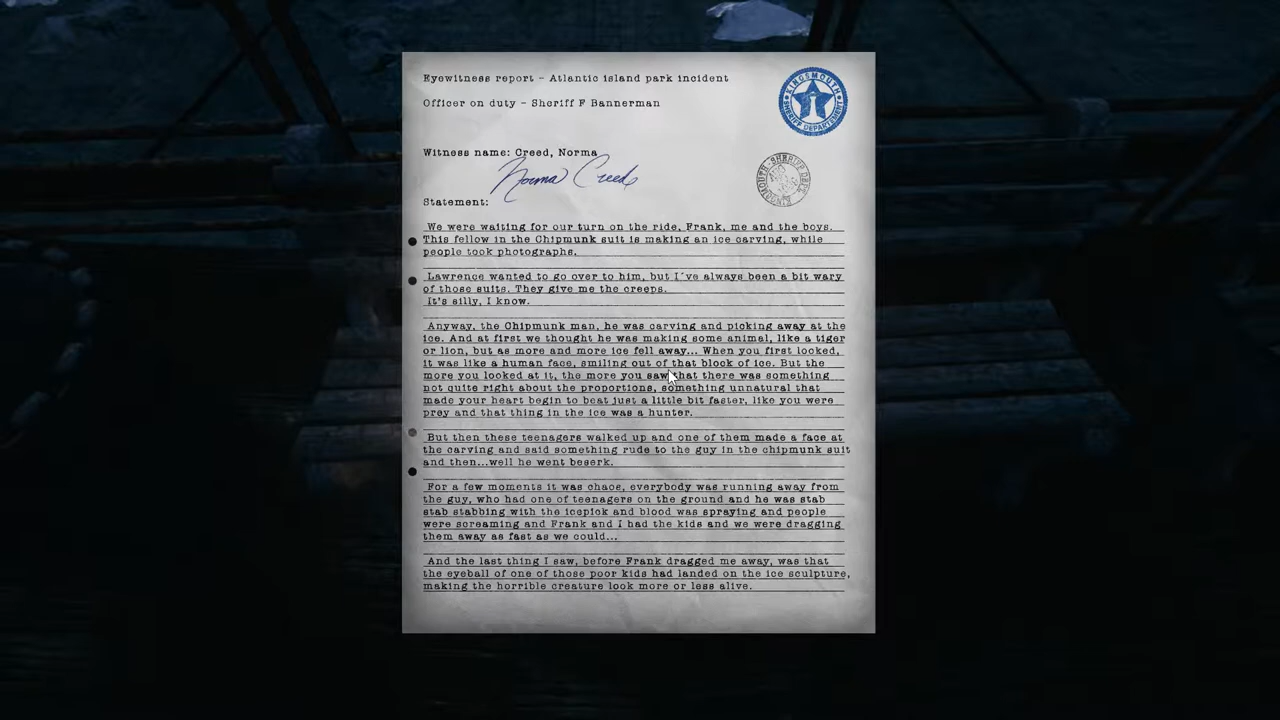 Eyewitness report - Atlantic island park incident
KINGSMOUTH
SHERIFF DEPARTEMENT
Officer on duty - Sheriff F Bannerman
Witness name: Creed, Norma
Norma Creed
Statement:
We were waiting for our turn on the ride, Frank, me and the boys.
This fellow in the Chipmunk suit is making an ice carving, while
people took photographs.
Lawrence wanted to go over to him, but I've always been a bit wary
of those suits. They give me the creeps.
It's silly, I know.
Anyway, the Chipmunk man, he was carving and picking away at the
ice. And at first we thought he was making some animal, like a tiger
or lion, but as more and more ice fell away... When you first looked,
it was like a human face, smiling out of that block of ice. But the
more you looked at it, the more you saw that there was something
not quite right about the proportions, something unnatural that
made your heart begin to beat just a little bit faster, like you were
prey and that thing in the ice was a hunter.
But then these teenagers walked up and one of them made a face at
the carving and said something rude to the guy in the chipmunk suit
and then...well he went beserk.
For a few moments it was chaos, everybody was running away from
the guy, who had one of teenagers on the ground and he was stab
stab stabbing with the icepick and blood was spraying and people
were screaming and Frank and I had the kids and we were dragging
them away as fast as we could...
And the last thing I saw, before Frank dragged me away, was that
the eyeball of one of those poor kids had landed on the ice sculpture,
making the horrible creature look more or less alive.